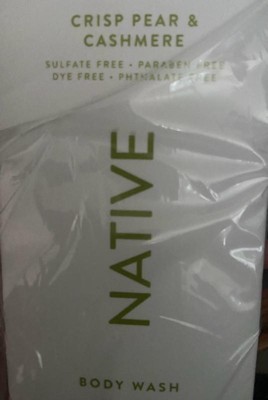 CRISP PEAR &
CASHMERE
SULFATE FREE • PARABEN FREE
DYE FREE • PHTHALATE FREE
NATIVE
BODY WASH